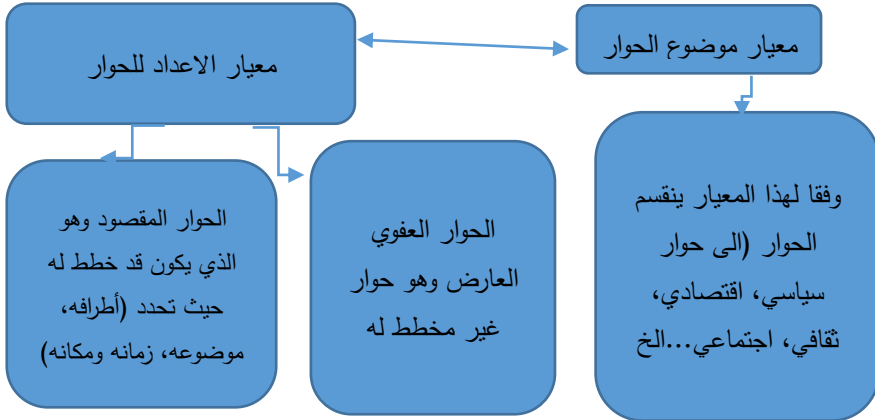 معيار موضوع الحوار
معيار الاعداد للحوار
وفقا لهذا المعيار ينقسم
الحوار (الى حوار
سياسي، اقتصادي،
ثقافي، اجتماعي...الخ
الحوار العفوي
العارض وهو حوار
غير مخطط له
الحوار المقصود وهو
الذي يكون قد خطط له
حيث تحدد (أطرافه،
موضوعه، زمانه ومكانه)